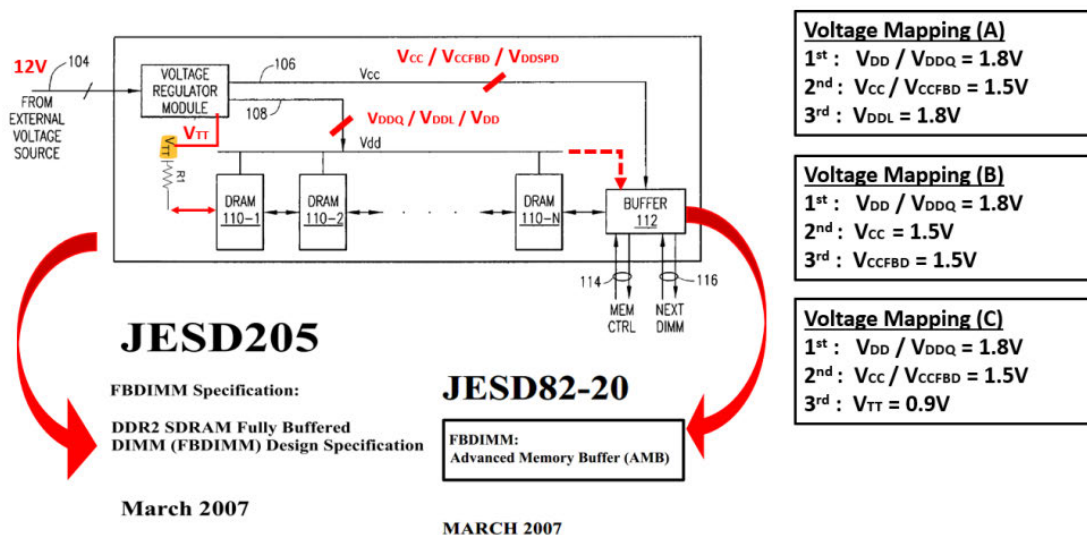 12V
104
FROM
EXTERNAL
VOLTAGE
SOURCE
VOLTAGE
REGULATOR
MODULE
106
108
Vcc
VCC / VCCFBD / VDDSPD
VDDQ / VDDL / VDD
Vdd
VTT
VTT
R1
DRAM
110-1
DRAM
110-2
. . . .
DRAM
110-N
BUFFER
112
114
116
MEM
CTRL
NEXT
DIMM
JESD205
FBDIMM Specification:
DDR2 SDRAM Fully Buffered
DIMM (FBDIMM) Design Specification
March 2007
JESD82-20
FBDIMM:
Advanced Memory Buffer (AMB)
MARCH 2007
Voltage Mapping (A)
1st : VDD / VDDQ = 1.8V
2nd : VCC / VCCFBD = 1.5V
3rd : VDDL = 1.8V
Voltage Mapping (B)
1st : VDD / VDDQ = 1.8V
2nd : VCC = 1.5V
3rd : VCCFBD = 1.5V
Voltage Mapping (C)
1st : VDD / VDDQ = 1.8V
2nd : VCC / VCCFBD = 1.5V
3rd : VTT = 0.9V